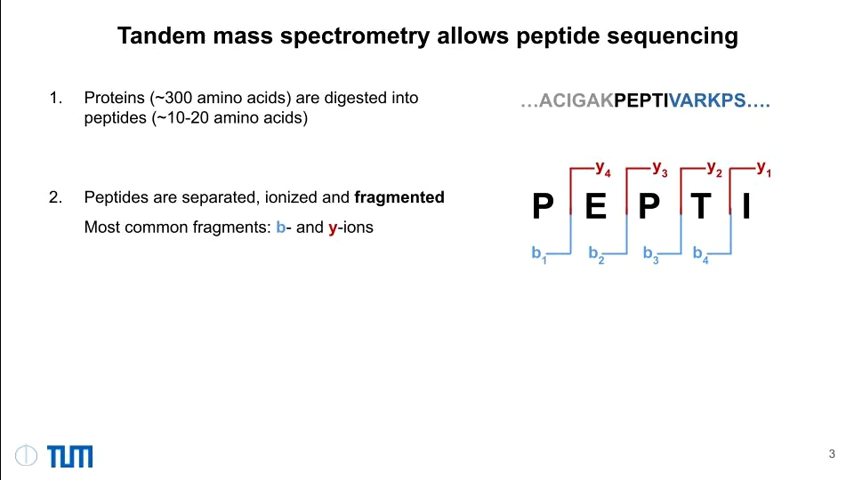 Tandem mass spectrometry allows peptide sequencing
1. Proteins (~300 amino acids) are digested into
peptides (~10-20 amino acids)
…ACIGAKPEPTIVARKPS….
2. Peptides are separated, ionized and fragmented
Most common fragments: b- and y-ions
y4 y3 y2 y1
P E P T I
b1 b2 b3 b4
TUM
3